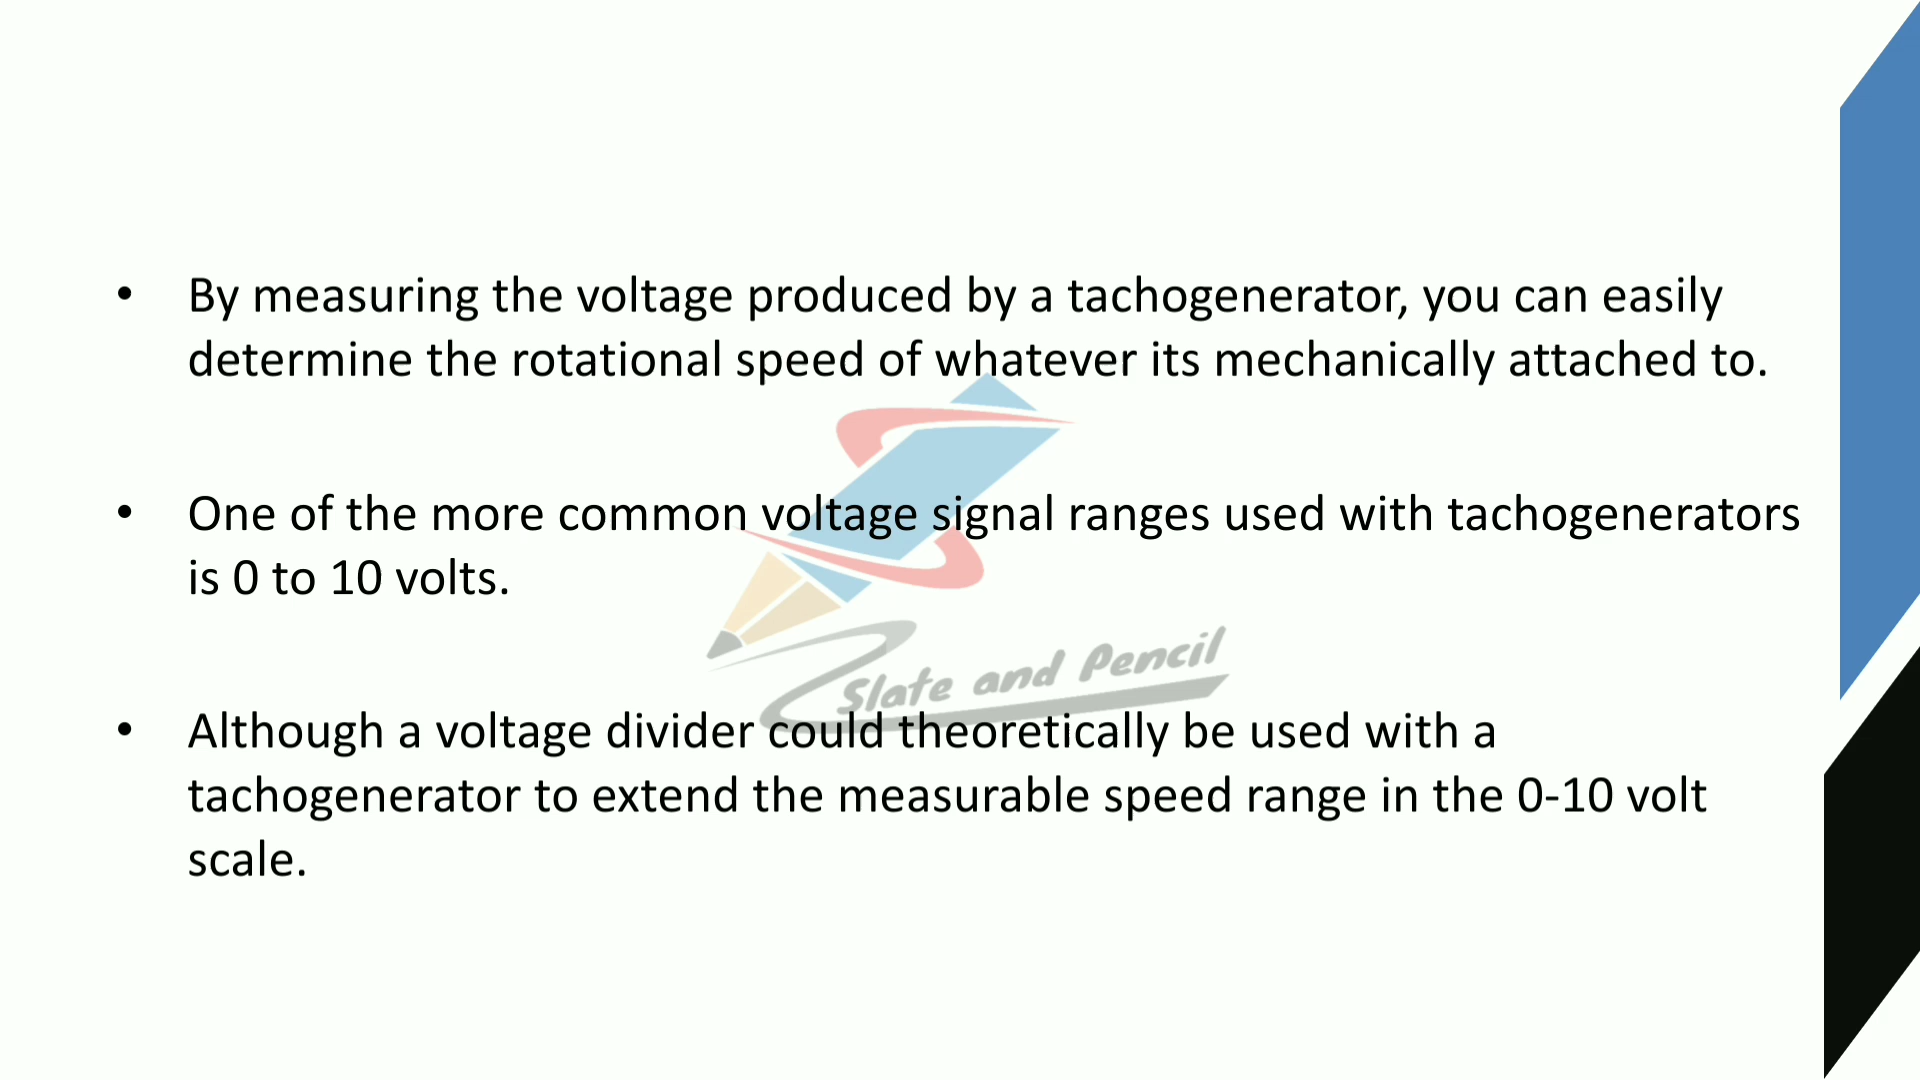 • By measuring the voltage produced by a tachogenerator, you can easily
determine the rotational speed of whatever its mechanically attached to.
• One of the more common voltage signal ranges used with tachogenerators
is 0 to 10 volts.
Slate and Pencil
• Although a voltage divider could theoretically be used with a
tachogenerator to extend the measurable speed range in the 0-10 volt
scale.